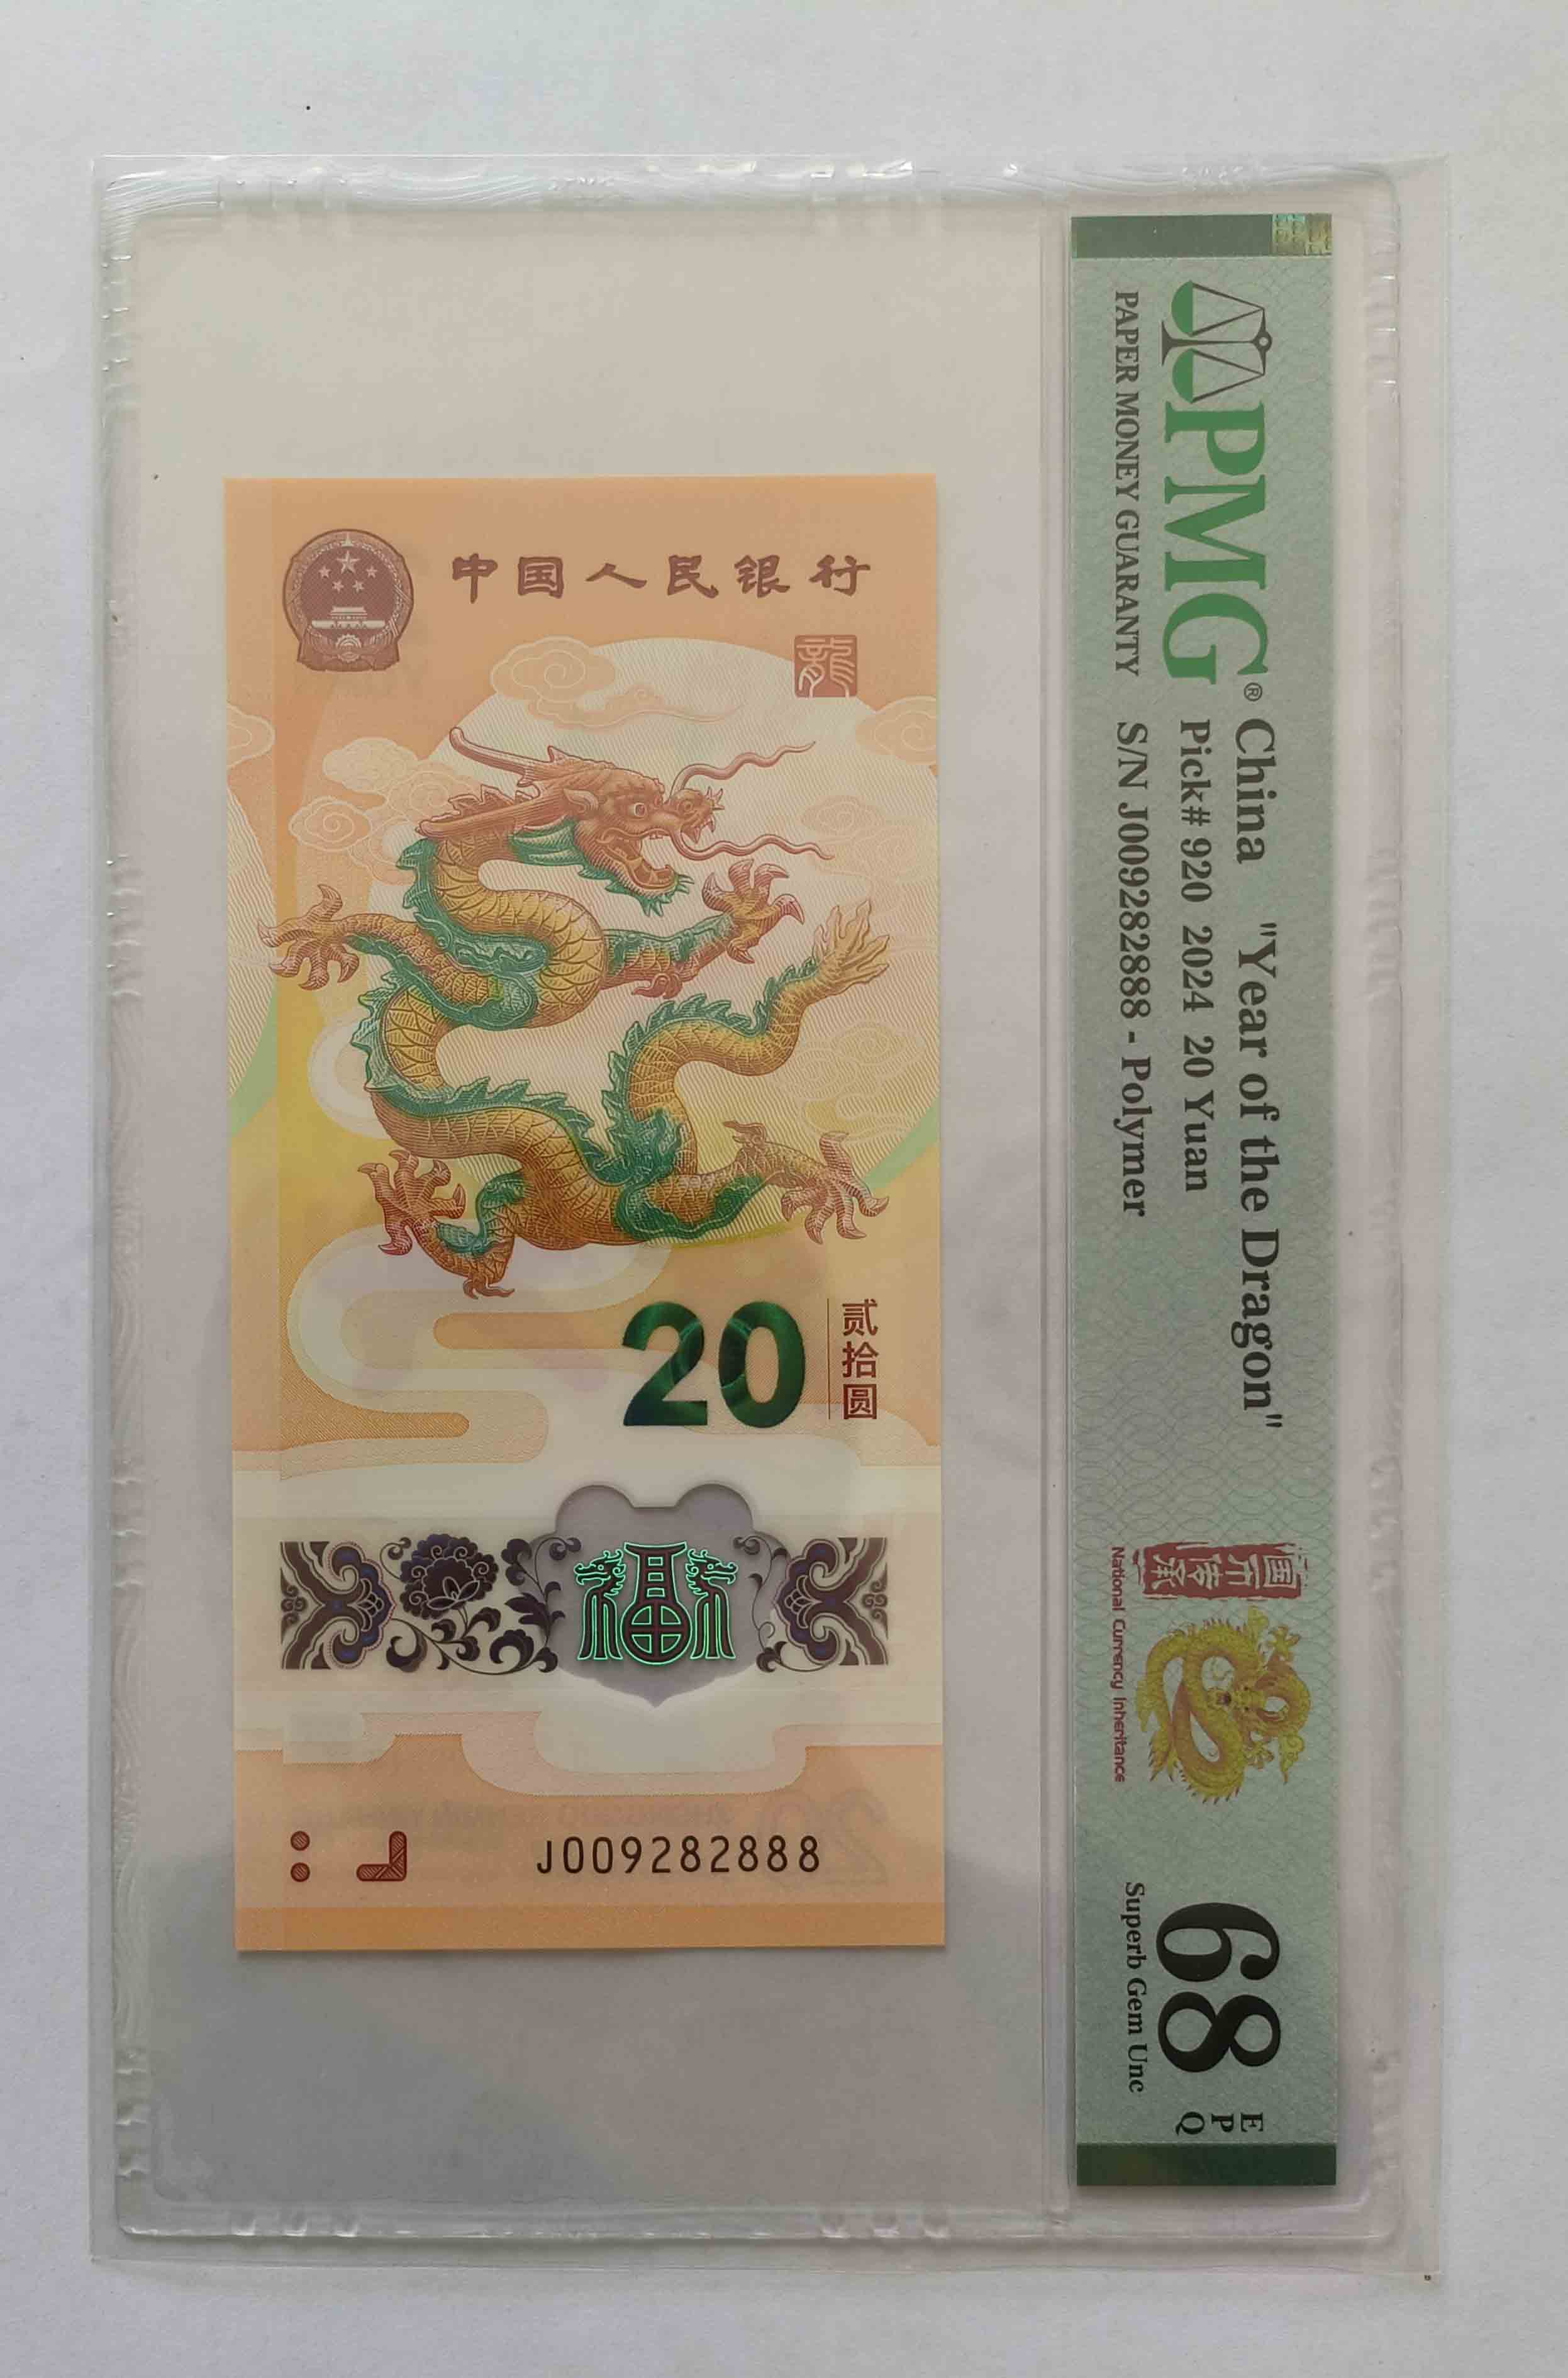 中国人民银行
龍
20
贰拾圆
福
J009282888
PMG®
PAPER MONEY GUARANTY
China "Year of the Dragon"
Pick# 920 2024 20 Yuan
S/N J009282888 - Polymer
国币传承
National Currency Inheritance
68
EPQ
Superb Gem Unc